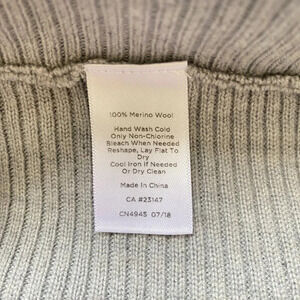 100% Merino Wool
Hand Wash Cold
Only Non-Chlorine
Bleach When Needed
Reshape, Lay Flat To
Dry
Cool Iron If Needed
Or Dry Clean
Made In China
CA #23147
CN4943 07/18